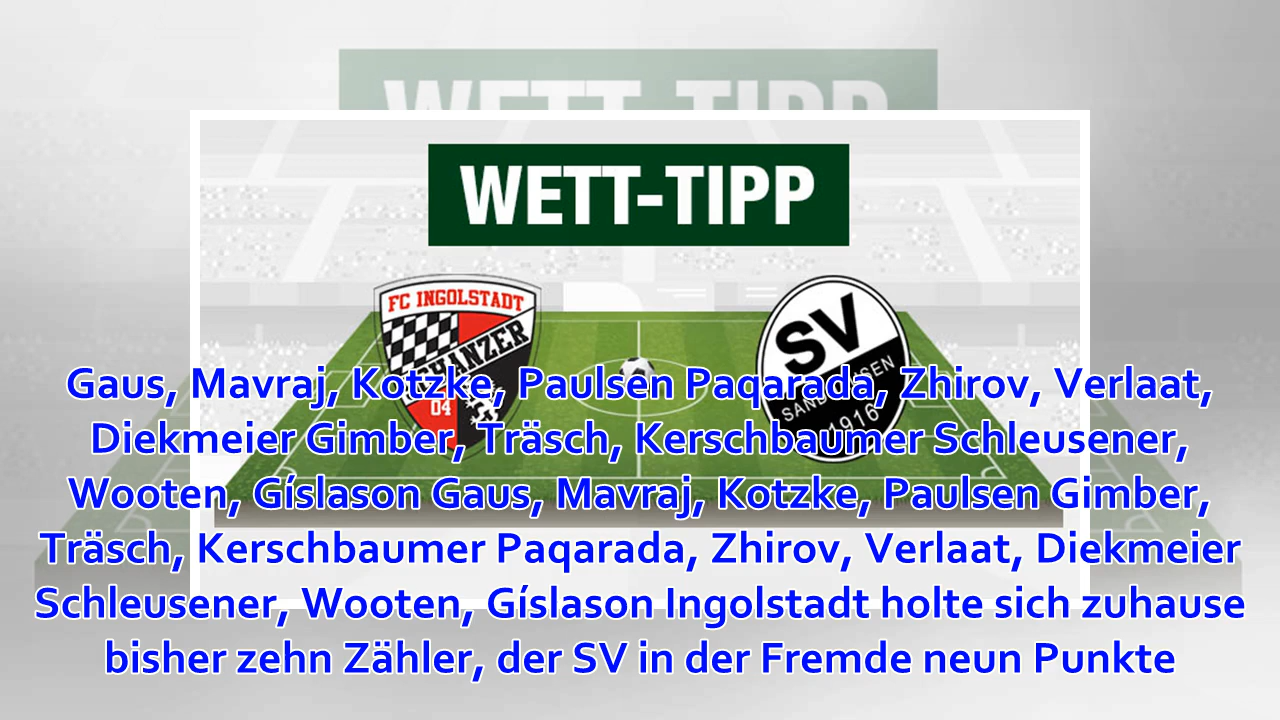 WETT-TIPP
WETT-TIPP
FC INGOLSTADT
04
SV
1916
Gaus, Mavraj, Kotzke, Paulsen Paqarada, Zhirov, Verlaat,
Diekmeier Gimber, Träsch, Kerschbaumer Schleusener,
Wooten, Gíslason Gaus, Mavraj, Kotzke, Paulsen Gimber,
Träsch, Kerschbaumer Paqarada, Zhirov, Verlaat, Diekmeier
Schleusener, Wooten, Gíslason Ingolstadt holte sich zuhause
bisher zehn Zähler, der SV in der Fremde neun Punkte